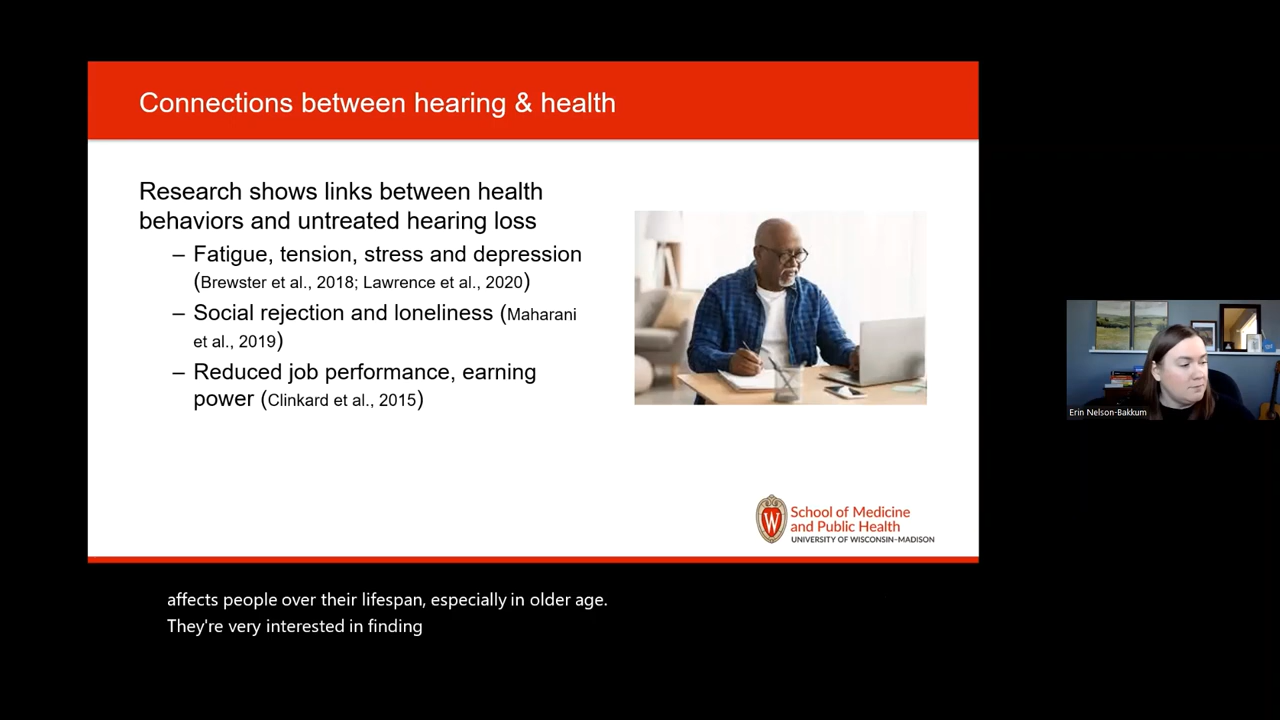 Connections between hearing & health
Research shows links between health
behaviors and untreated hearing loss
– Fatigue, tension, stress and depression
(Brewster et al., 2018; Lawrence et al., 2020)
– Social rejection and loneliness (Maharani
et al., 2019)
– Reduced job performance, earning
power (Clinkard et al., 2015)
W
School of Medicine
and Public Health
UNIVERSITY OF WISCONSIN–MADISON
Erin Nelson-Bakkum
affects people over their lifespan, especially in older age.
They're very interested in finding